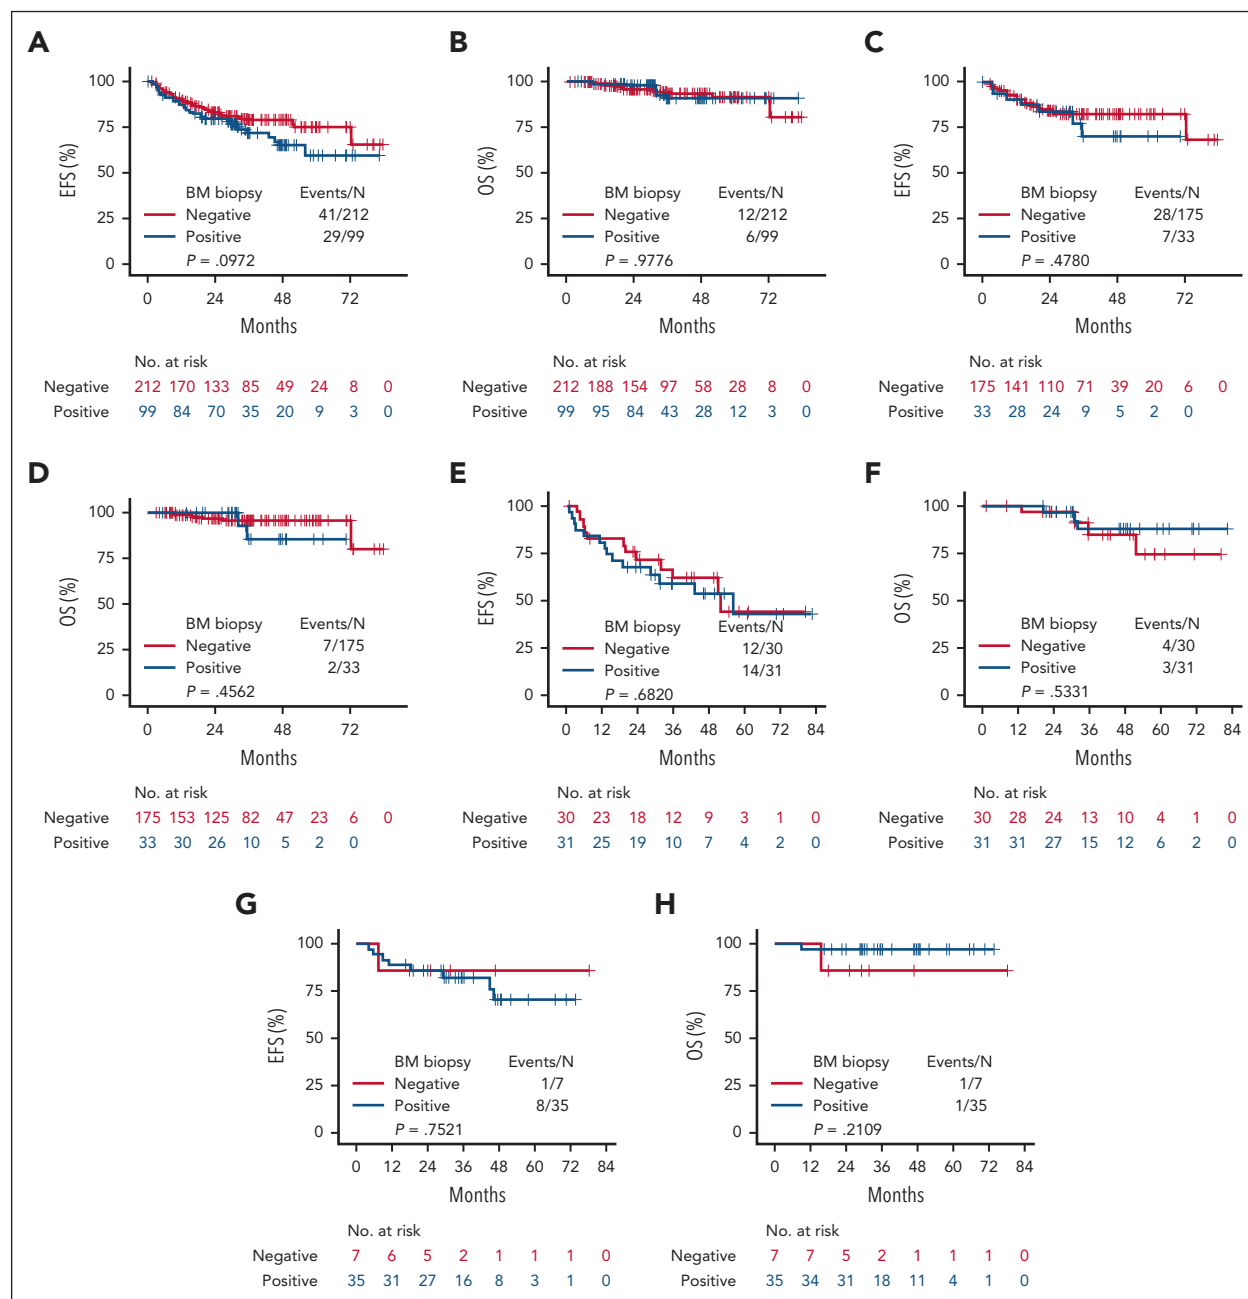 A
EFS (%)
100
75
50
25
0
BM biopsy Events/N
Negative 41/212
Positive 29/99
P = .0972
0 24 48 72
Months
No. at risk
Negative 212 170 133 85 49 24 8 0
Positive 99 84 70 35 20 9 3 0
B
OS (%)
100
75
50
25
0
BM biopsy Events/N
Negative 12/212
Positive 6/99
P = .9776
0 24 48 72
Months
No. at risk
Negative 212 188 154 97 58 28 8 0
Positive 99 95 84 43 28 12 3 0
C
EFS (%)
100
75
50
25
0
BM biopsy Events/N
Negative 28/175
Positive 7/33
P = .4780
0 24 48 72
Months
No. at risk
Negative 175 141 110 71 39 20 6 0
Positive 33 28 24 9 5 2 0
D
OS (%)
100
75
50
25
0
BM biopsy Events/N
Negative 7/175
Positive 2/33
P = .4562
0 24 48 72
Months
No. at risk
Negative 175 153 125 82 47 23 6 0
Positive 33 30 26 10 5 2 0
E
EFS (%)
100
75
50
25
0
BM biopsy Events/N
Negative 12/30
Positive 14/31
P = .6820
0 12 24 36 48 60 72 84
Months
No. at risk
Negative 30 23 18 12 9 3 1 0
Positive 31 25 19 10 7 4 2 0
F
OS (%)
100
75
50
25
0
BM biopsy Events/N
Negative 4/30
Positive 3/31
P = .5331
0 12 24 36 48 60 72 84
Months
No. at risk
Negative 30 28 24 13 10 4 1 0
Positive 31 31 27 15 12 6 2 0
G
EFS (%)
100
75
50
25
0
BM biopsy Events/N
Negative 1/7
Positive 8/35
P = .7521
0 12 24 36 48 60 72 84
Months
No. at risk
Negative 7 6 5 2 1 1 1 0
Positive 35 31 27 16 8 3 1 0
H
OS (%)
100
75
50
25
0
BM biopsy Events/N
Negative 1/7
Positive 1/35
P = .2109
0 12 24 36 48 60 72 84
Months
No. at risk
Negative 7 7 5 2 1 1 1 0
Positive 35 34 31 18 11 4 1 0